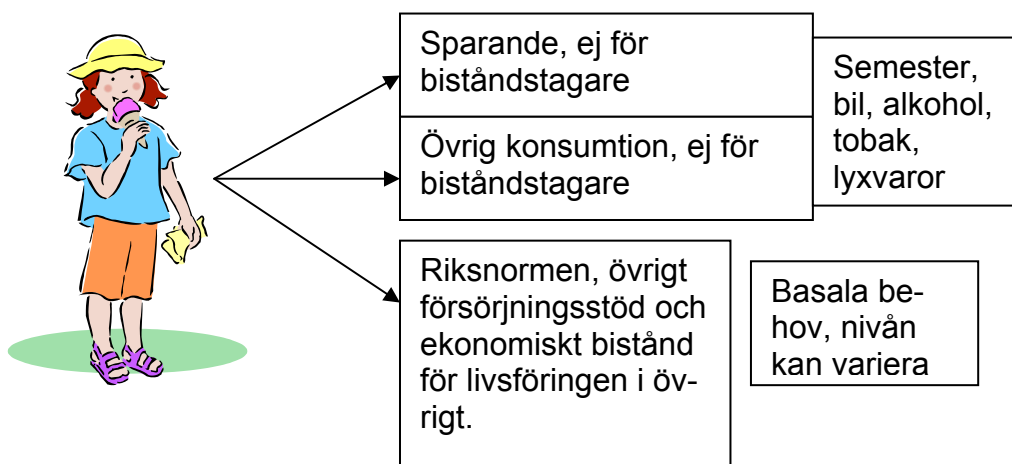 Sparande, ej för
biståndstagare
Semester,
bil, alkohol,
tobak,
lyxvaror
Övrig konsumtion, ej för
biståndstagare
Riksnormen, övrigt
försörjningsstöd och
ekonomiskt bistånd
för livsföringen i öv-
rigt.
Basala be-
hov, nivån
kan variera